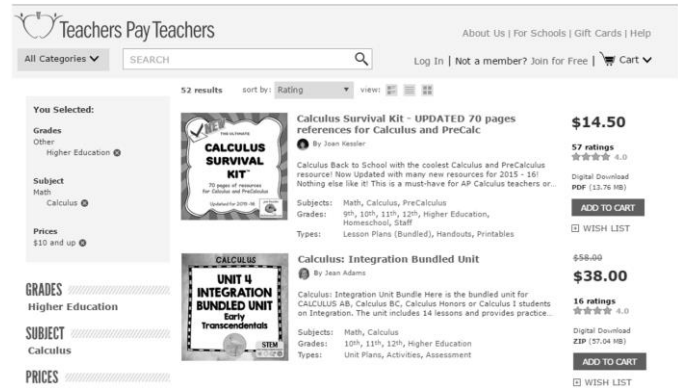 Teachers Pay Teachers
About Us | For Schools | Gift Cards | Help
All Categories
SEARCH
Log In | Not a member? Join for Free | Cart
52 results sort by: Rating view:
You Selected:
Grades
Other
Higher Education
Subject
Math
Calculus
Prices
$10 and up
GRADES
Higher Education
SUBJECT
Calculus
PRICES
NEW
THE ULTIMATE
CALCULUS
SURVIVAL
KIT™
70 pages of resources
for Calculus and PreCalculus
Updated for 2015-16!
Calculus Survival Kit - UPDATED 70 pages
references for Calculus and PreCalc
By Joan Kessler
Calculus Back to School with the coolest Calculus and PreCalculus
resource! Now Updated with many new resources for 2015 - 16!
Nothing else like it! This is a must-have for AP Calculus teachers or...
Subjects: Math, Calculus, PreCalculus
Grades: 9th, 10th, 11th, 12th, Higher Education,
Homeschool, Staff
Types: Lesson Plans (Bundled), Handouts, Printables
$14.50
57 ratings
4.0
Digital Download
PDF (13.76 MB)
ADD TO CART
WISH LIST
CALCULUS
UNIT 4
INTEGRATION
BUNDLED UNIT
Early
Transcendentals
STEM
Calculus: Integration Bundled Unit
By Jean Adams
Calculus: Integration Unit Bundle Here is the bundled unit for
CALCULUS AB, Calculus BC, Calculus Honors or Calculus I students
on Integration. The unit includes 14 lessons and provides practice...
Subjects: Math, Calculus
Grades: 10th, 11th, 12th, Higher Education
Types: Unit Plans, Activities, Assessment
$58.00
$38.00
16 ratings
4.0
Digital Download
ZIP (57.04 MB)
ADD TO CART
WISH LIST